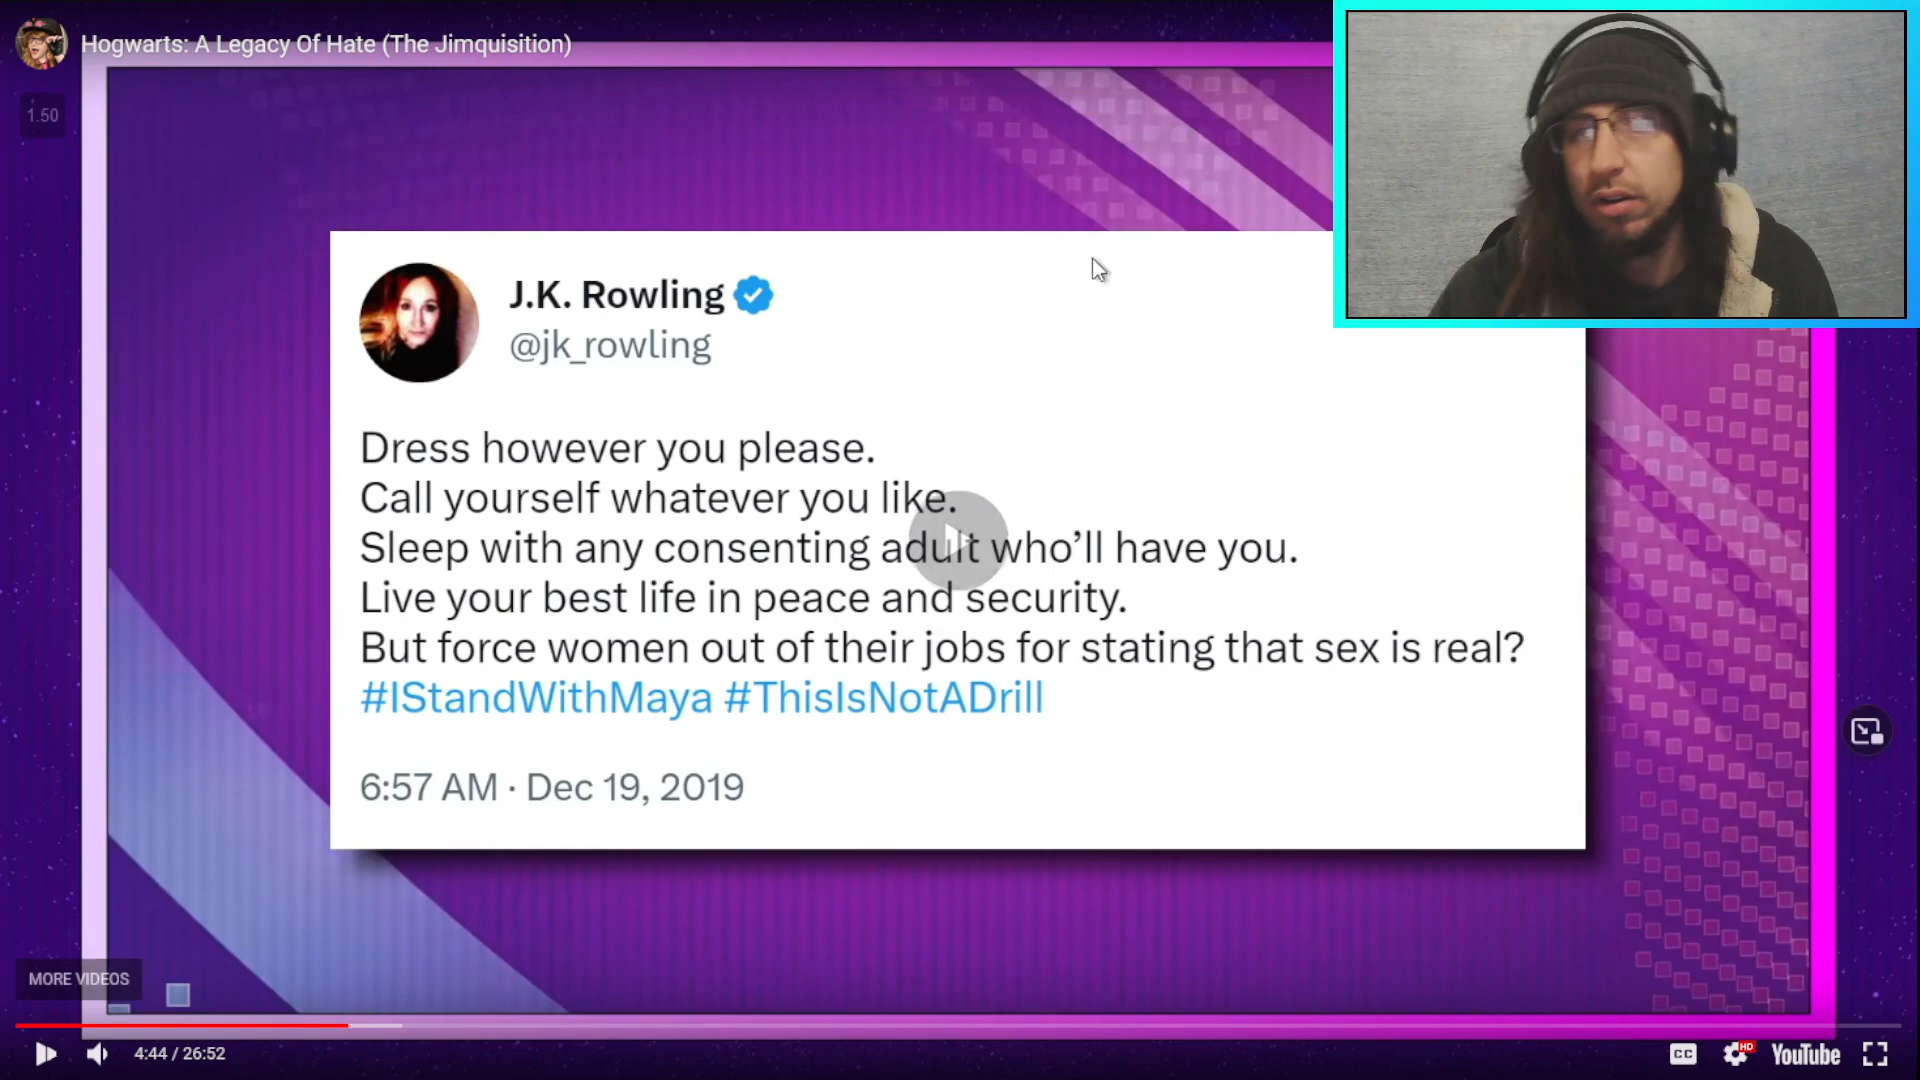 Hogwarts: A Legacy Of Hate (The Jimquisition)
1.50
J.K. Rowling
@jk_rowling
Dress however you please.
Call yourself whatever you like.
Sleep with any consenting adult who’ll have you.
Live your best life in peace and security.
But force women out of their jobs for stating that sex is real?
#IStandWithMaya #ThisIsNotADrill
6:57 AM · Dec 19, 2019
MORE VIDEOS
4:44 / 26:52
CC
HD
YouTube